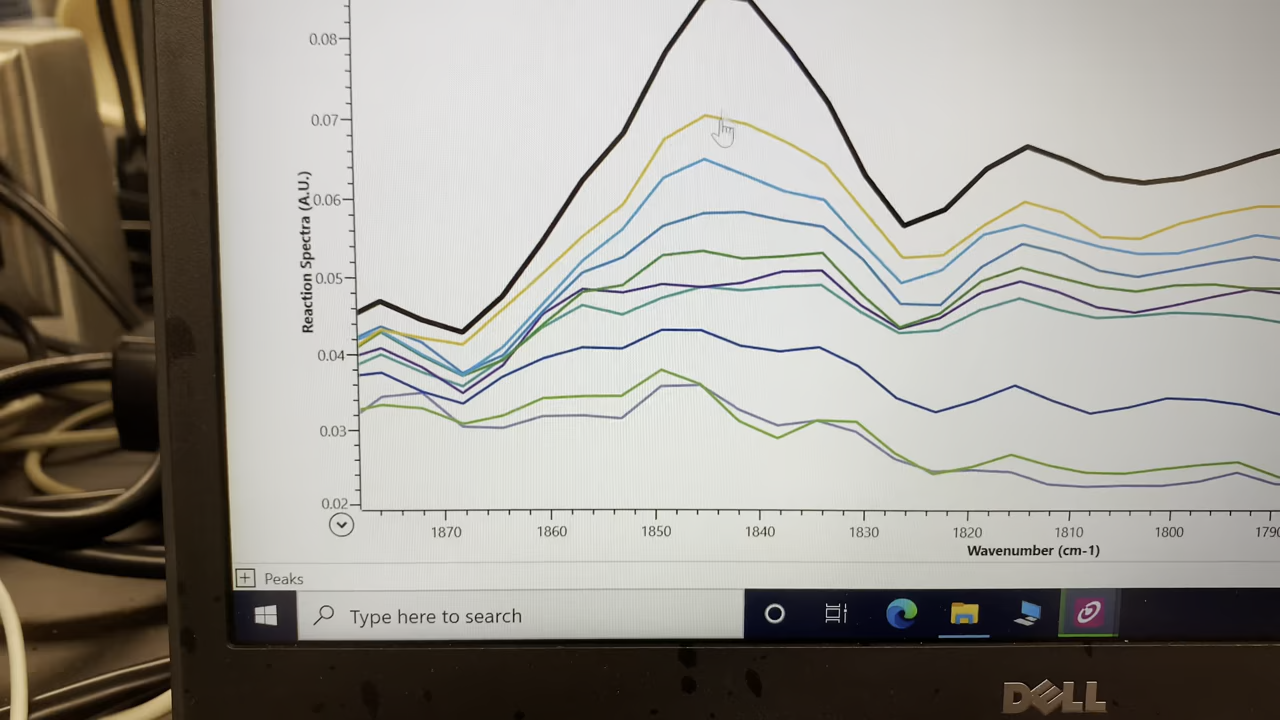 0.08
0.07
0.06
0.05
0.04
0.03
0.02
Reaction Spectra (A.U.)
1870 1860 1850 1840 1830 1820 1810 1800 1790
Wavenumber (cm-1)
Peaks
Type here to search
DELL